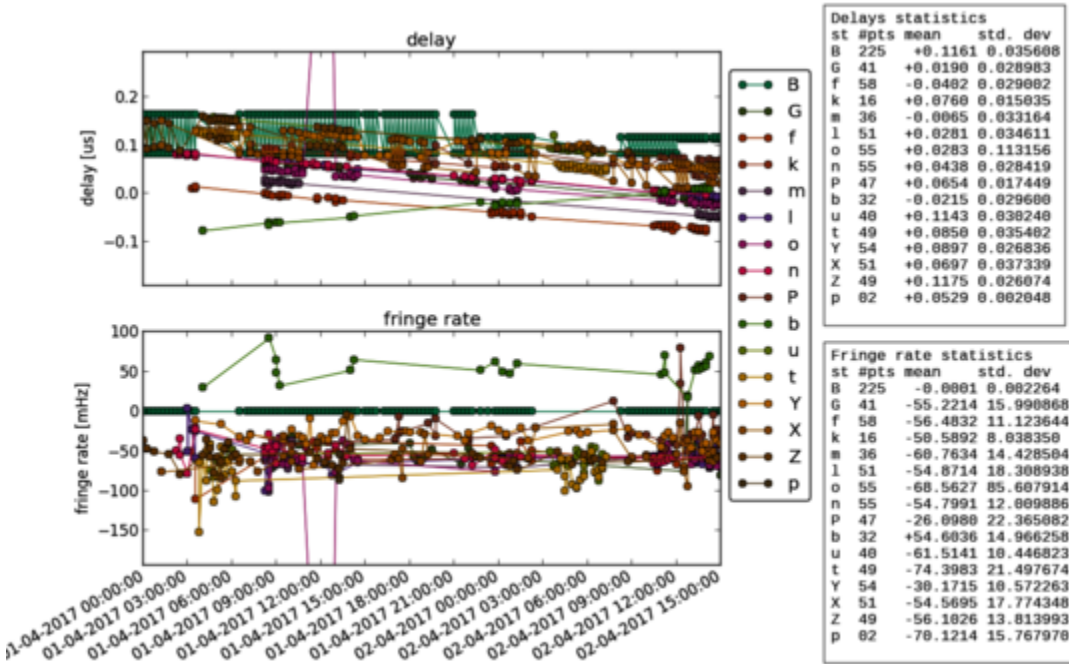 delay
delay [us]
0.2
0.1
0.0
−0.1
fringe rate
fringe rate [mHz]
100
50
0
−50
−100
−150
01-04-2017 00:00:00
01-04-2017 03:00:00
01-04-2017 06:00:00
01-04-2017 09:00:00
01-04-2017 12:00:00
01-04-2017 15:00:00
01-04-2017 18:00:00
01-04-2017 21:00:00
02-04-2017 00:00:00
02-04-2017 03:00:00
02-04-2017 06:00:00
02-04-2017 09:00:00
02-04-2017 12:00:00
02-04-2017 15:00:00
B
G
f
k
m
l
o
n
P
b
u
t
Y
X
Z
p
Delays statistics
st #pts mean std. dev
B 225 +0.1161 0.035608
G 41 +0.0190 0.028983
f 58 -0.0402 0.029002
k 16 +0.0760 0.015035
m 36 -0.0065 0.033164
l 51 +0.0281 0.034611
o 55 +0.0283 0.113156
n 55 +0.0438 0.028419
P 47 +0.0654 0.017449
b 32 -0.0215 0.029600
u 40 +0.1143 0.030240
t 49 +0.0850 0.035402
Y 54 +0.0897 0.026836
X 51 +0.0697 0.037339
Z 49 +0.1175 0.026074
p 02 +0.0529 0.002048
Fringe rate statistics
st #pts mean std. dev
B 225 -0.0001 0.002264
G 41 -55.2214 15.990868
f 58 -56.4832 11.123644
k 16 -50.5892 8.038350
m 36 -60.7634 14.428504
l 51 -54.8714 18.308938
o 55 -68.5627 85.607914
n 55 -54.7991 12.009886
P 47 -26.0980 22.365082
b 32 +54.6036 14.966258
u 40 -61.5141 10.446823
t 49 -74.3983 21.497674
Y 54 -30.1715 10.572263
X 51 -54.5695 17.774348
Z 49 -56.1026 13.813993
p 02 -70.1214 15.767970